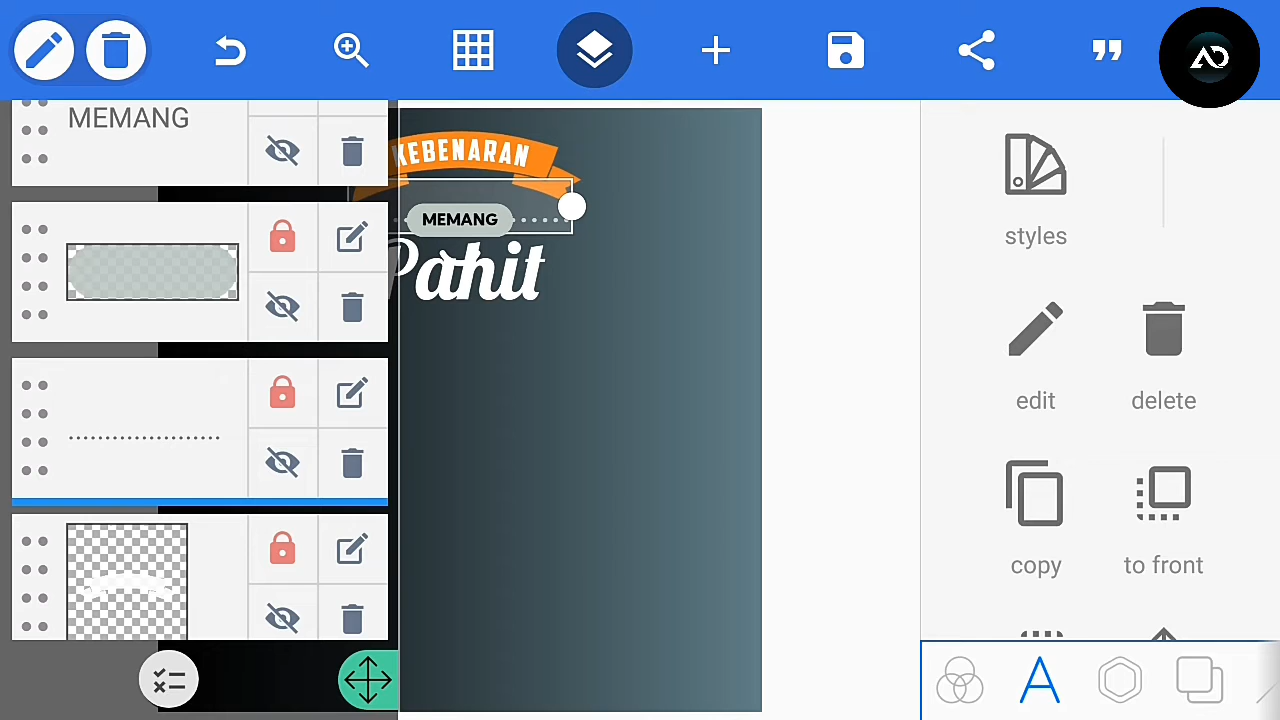 MEMANG
KEBENARAN
MEMANG
Pahit
styles
edit
delete
copy
to front